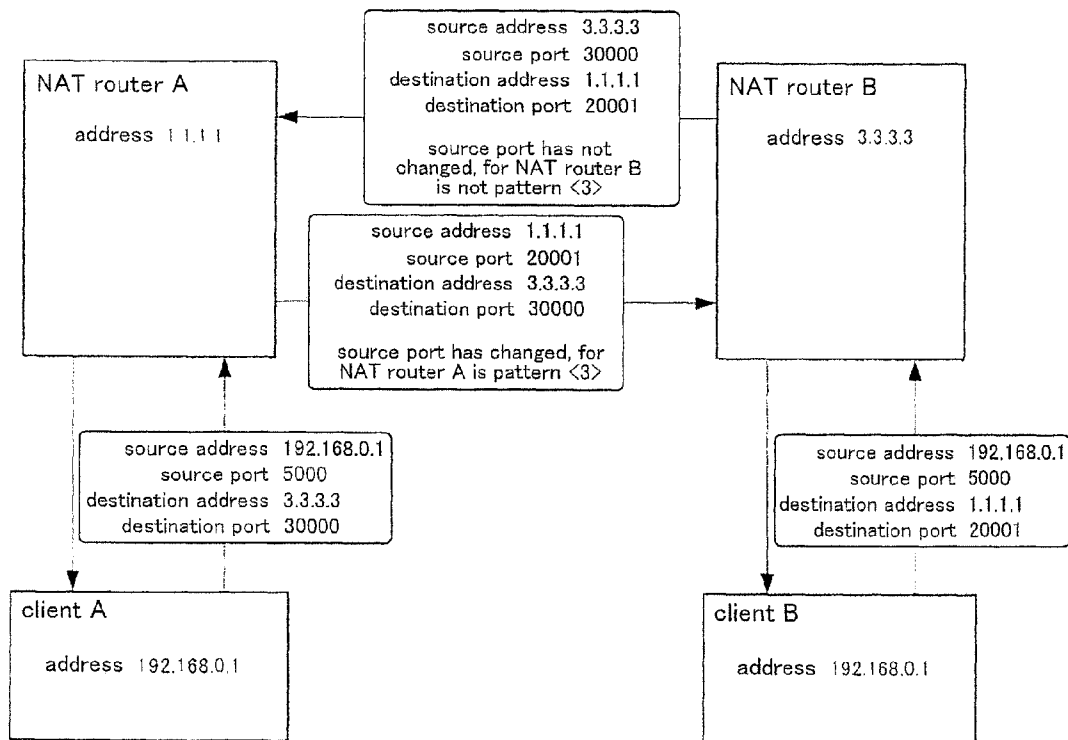 source address 3.3.3.3
source port 30000
destination address 1.1.1.1
destination port 20001
source port has not
changed, for NAT router B
is not pattern <3>
NAT router A
address 1.1.1.1
NAT router B
address 3.3.3.3
source address 1.1.1.1
source port 20001
destination address 3.3.3.3
destination port 30000
source port has changed, for
NAT router A is pattern <3>
source address 192.168.0.1
source port 5000
destination address 3.3.3.3
destination port 30000
source address 192.168.0.1
source port 5000
destination address 1.1.1.1
destination port 20001
client A
address 192.168.0.1
client B
address 192.168.0.1